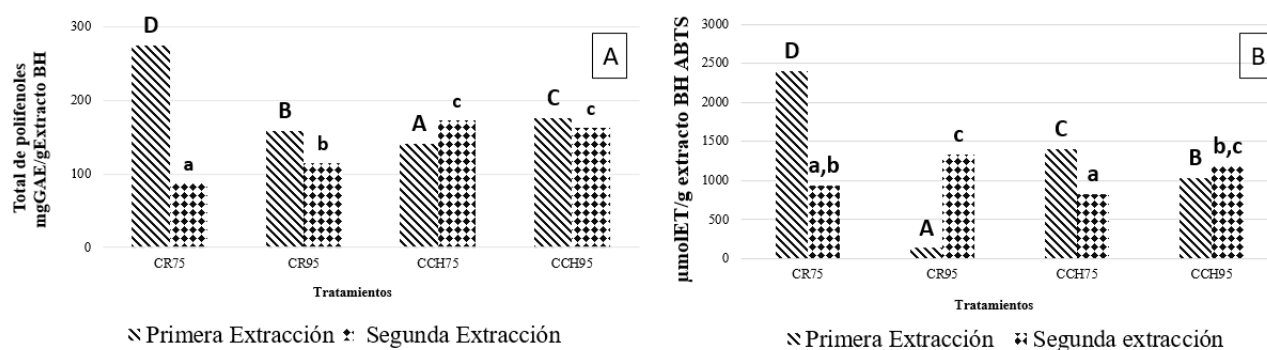 Total de polifenoles
mgGAE/gExtracto BH
300
200
100
0
D
a
B
b
A
c
C
c
A
CR75
CR95
CCH75
CCH95
Tratamientos
Primera Extracción
Segunda Extracción
µmolET/g extracto BH ABTS
3000
2500
2000
1500
1000
500
0
D
a,b
A
c
C
a
B
b,c
B
CR75
CR95
CCH75
CCH95
Tratamientos
Primera Extracción
Segunda extracción